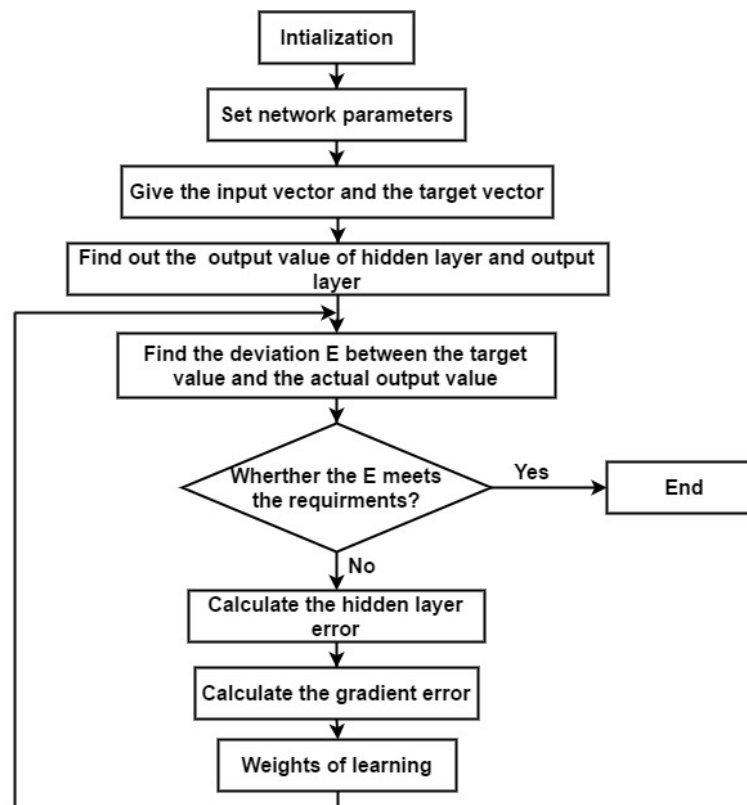 Intialization
Set network parameters
Give the input vector and the target vector
Find out the output value of hidden layer and output
layer
Find the deviation E between the target
value and the actual output value
Wherther the E meets
the requirments?
Yes
End
No
Calculate the hidden layer
error
Calculate the gradient error
Weights of learning